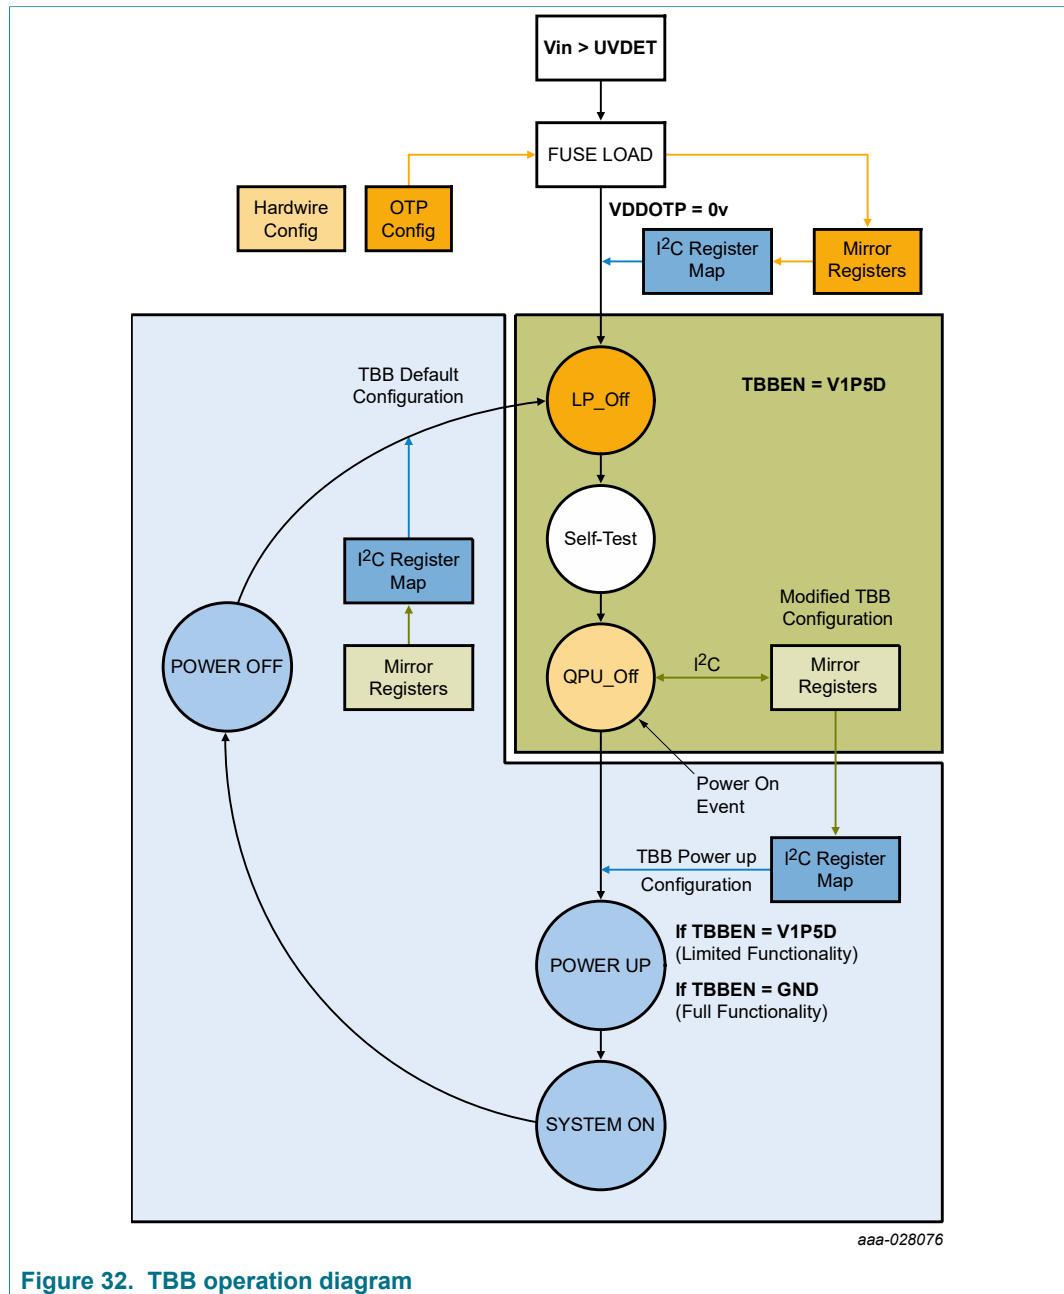 Vin > UVDET
FUSE LOAD
Hardwire
Config
OTP
Config
VDDOTP = 0v
I2C Register
Map
Mirror
Registers
TBB Default
Configuration
LP_Off
TBBEN = V1P5D
Self-Test
I2C Register
Map
Modified TBB
Configuration
POWER OFF
Mirror
Registers
QPU_Off
I2C
Mirror
Registers
Power On
Event
TBB Power up
Configuration
I2C Register
Map
POWER UP
If TBBEN = V1P5D
(Limited Functionality)
If TBBEN = GND
(Full Functionality)
SYSTEM ON
aaa-028076
Figure 32. TBB operation diagram